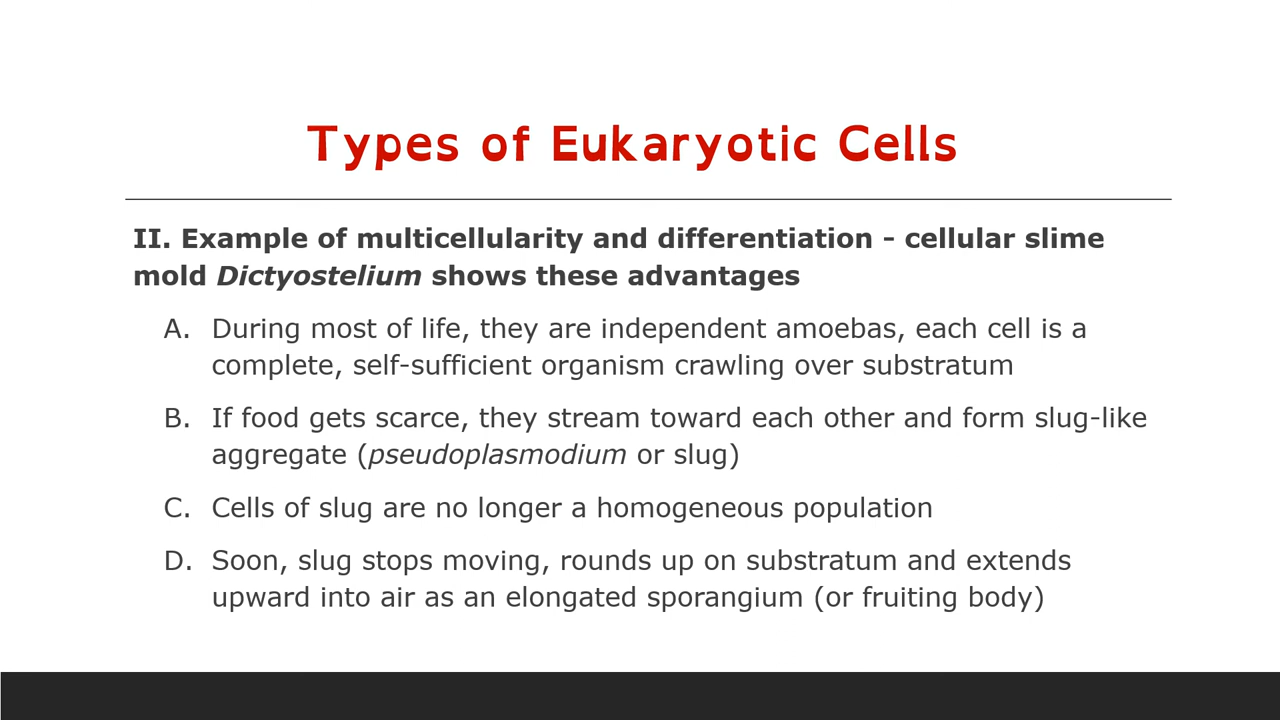 Types of Eukaryotic Cells
II. Example of multicellularity and differentiation - cellular slime
mold Dictyostelium shows these advantages
A. During most of life, they are independent amoebas, each cell is a
complete, self-sufficient organism crawling over substratum
B. If food gets scarce, they stream toward each other and form slug-like
aggregate (pseudoplasmodium or slug)
C. Cells of slug are no longer a homogeneous population
D. Soon, slug stops moving, rounds up on substratum and extends
upward into air as an elongated sporangium (or fruiting body)